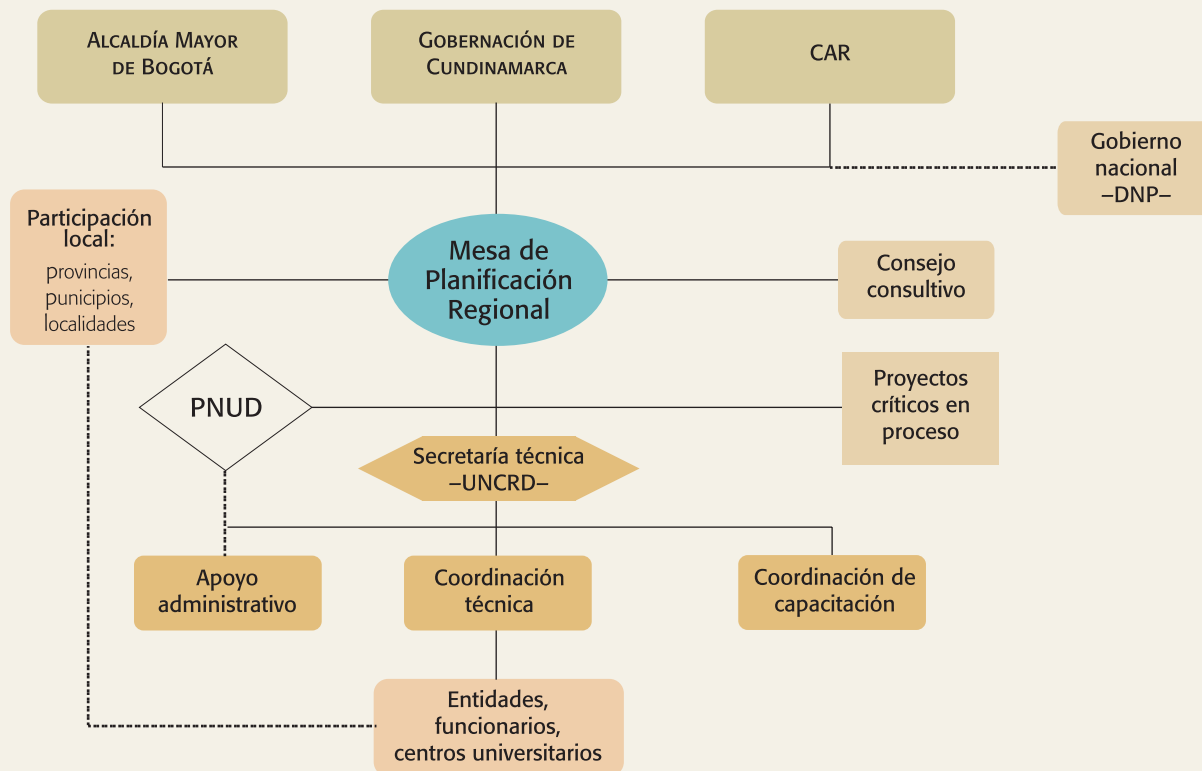 ALCALDÍA MAYOR
DE BOGOTÁ
GOBERNACIÓN DE
CUNDINAMARCA
CAR
Gobierno
nacional
–DNP–
Participación
local:
provincias,
punicipios,
localidades
Mesa de
Planificación
Regional
Consejo
consultivo
PNUD
Proyectos
críticos en
proceso
Secretaría técnica
–UNCRD–
Apoyo
administrativo
Coordinación
técnica
Coordinación de
capacitación
Entidades,
funcionarios,
centros universitarios